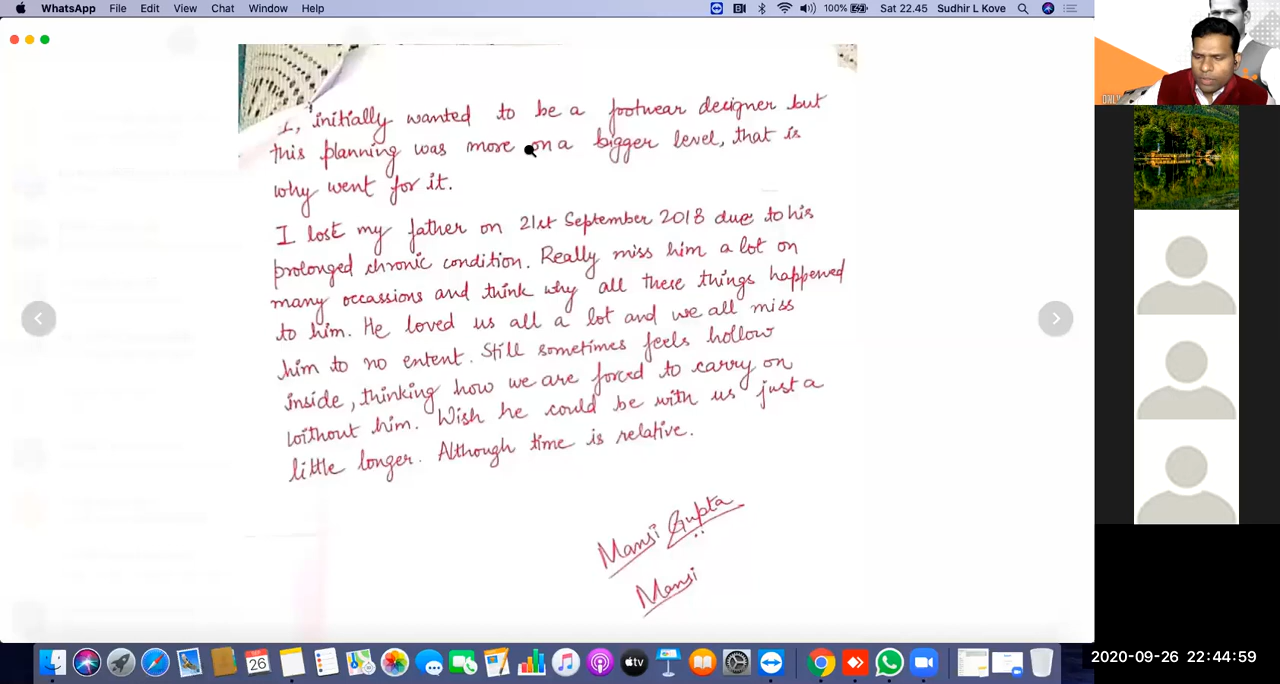 WhatsApp File Edit View Chat Window Help 100% Sat 22.45 Sudhir L Kove
I, initially wanted to be a footwear designer but
this planning was more on a bigger level, that is
why went for it.
I lost my father on 21st September 2018 due to his
prolonged chronic condition. Really miss him a lot on
many occassions and think why all these things happened
to him. He loved us all a lot and we all miss
him to no entent. Still sometimes feels hollow
inside, thinking how we are forced to carry on
without him. Wish he could be with us just a
little longer. Although time is relative.
Mansi Gupta
Mansi
SEP
26
tv
2020-09-26 22:44:59